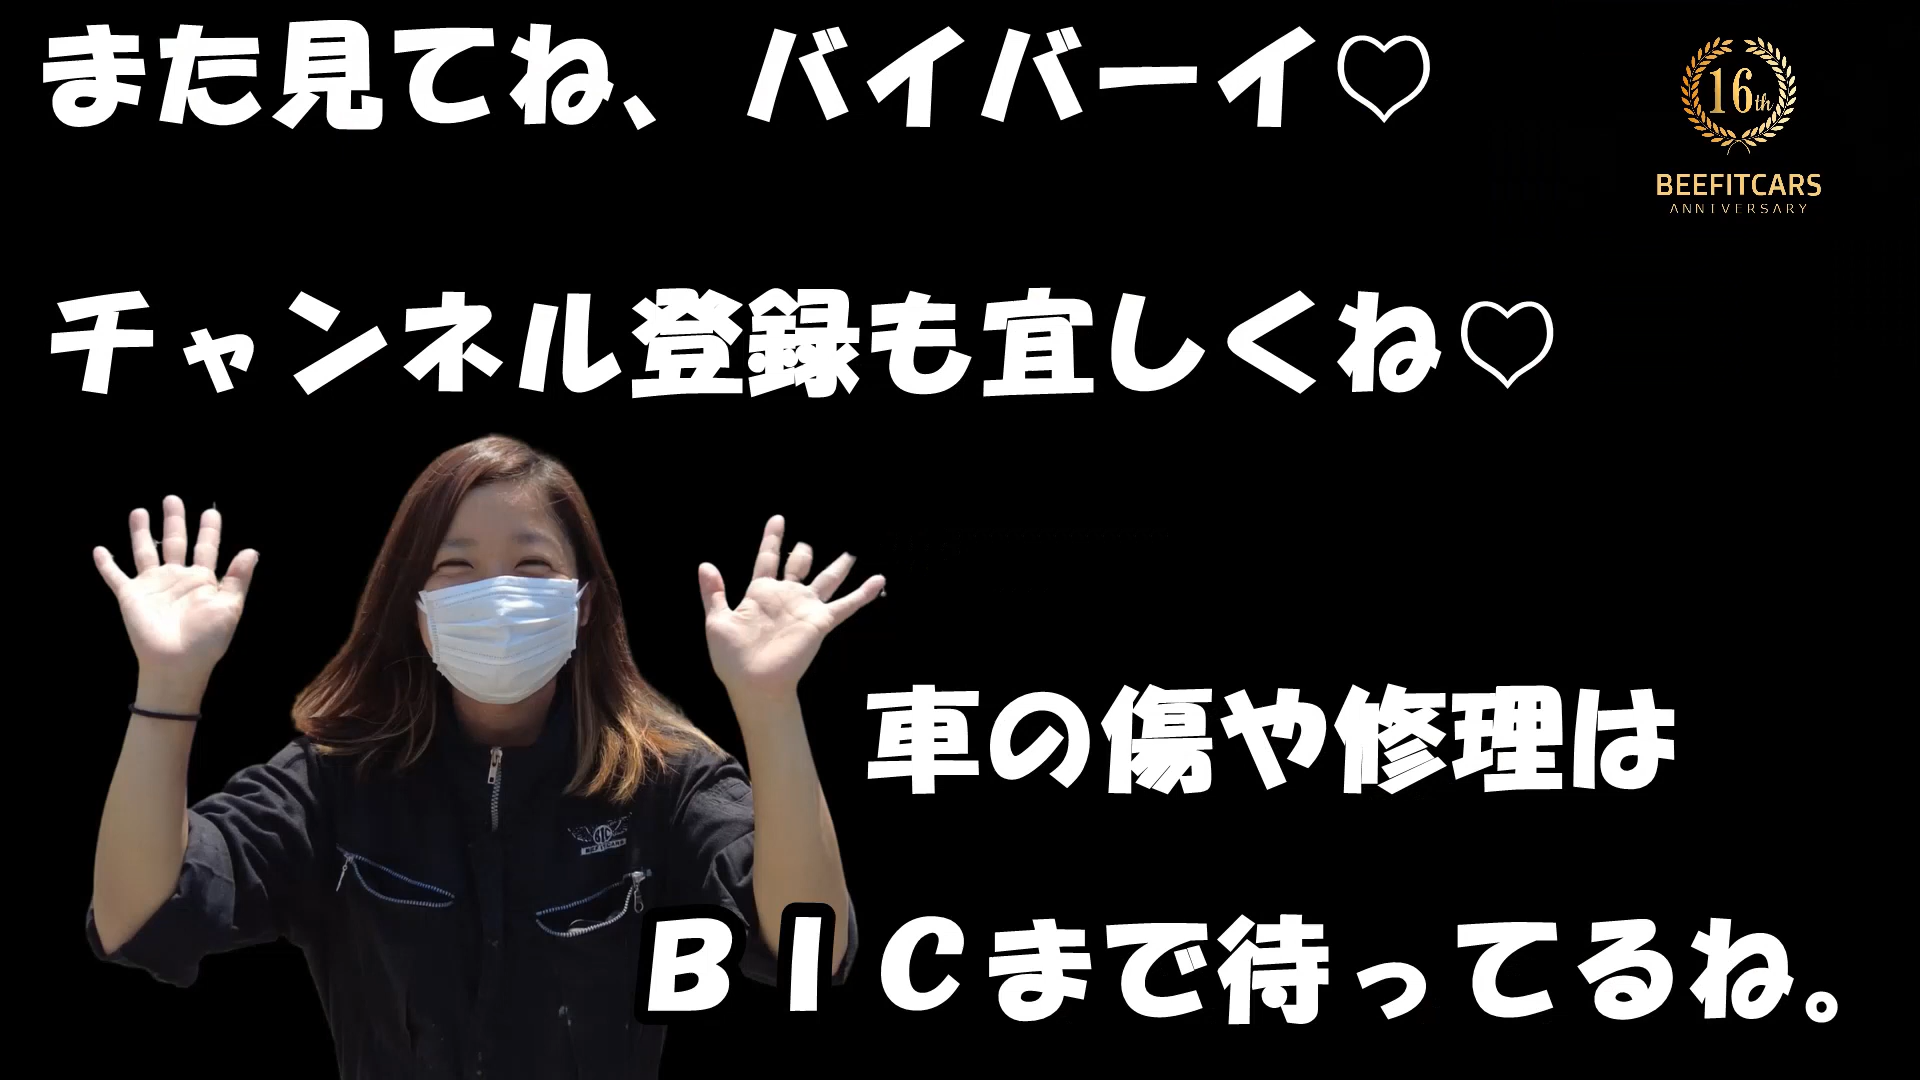 また見てね、バイバーイ♡
16th
BEEFITCARS
ANNIVERSARY
チャンネル登録も宜しくね♡
車の傷や修理は
BIC
BEEFITCARS
ＢＩＣまで待ってるね。